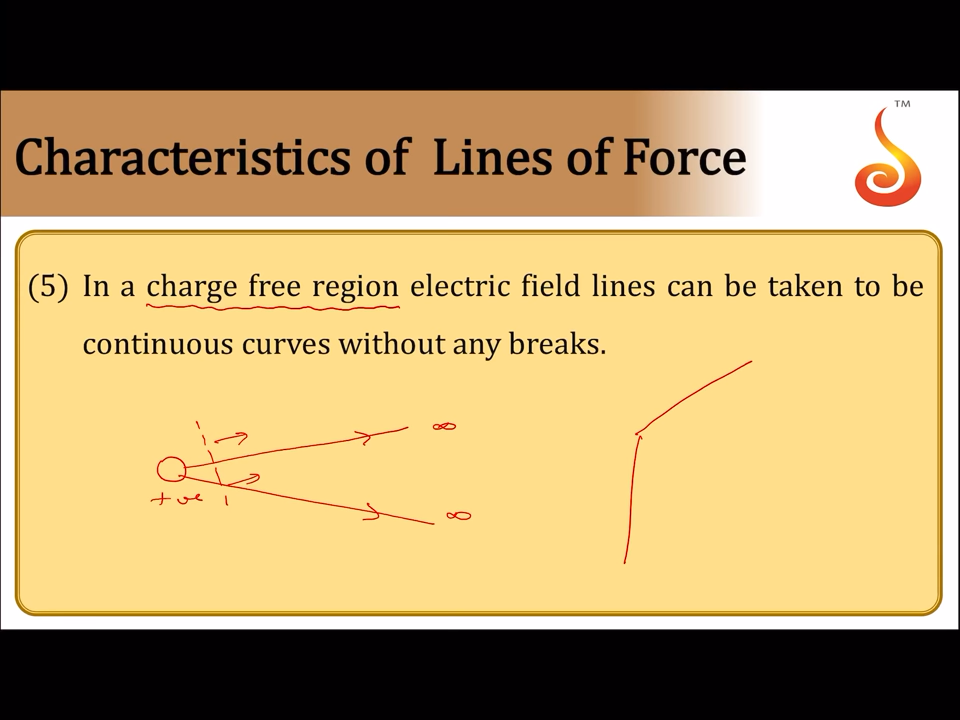 TM
Characteristics of Lines of Force
(5) In a charge free region electric field lines can be taken to be
continuous curves without any breaks.
∞
+ve
∞